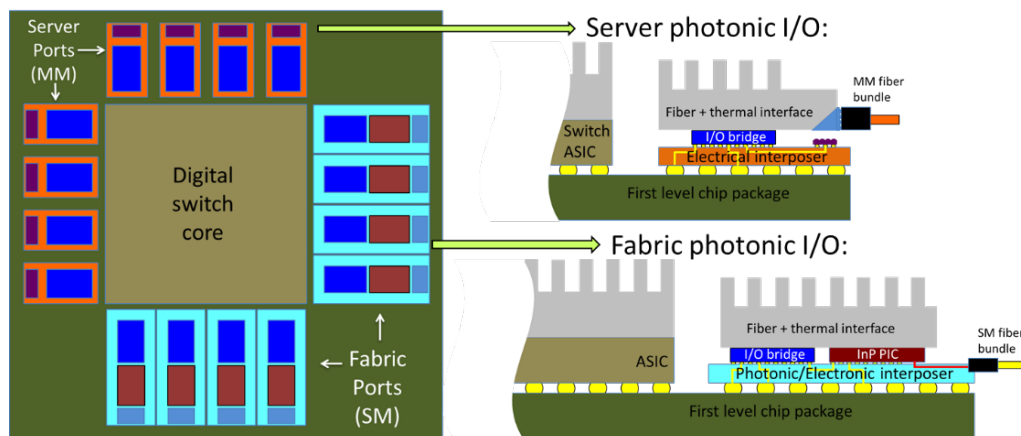 Server
Ports
(MM)
Digital
switch
core
Fabric
Ports
(SM)
Server photonic I/O:
MM fiber
bundle
Fiber + thermal interface
Switch
ASIC
I/O bridge
Electrical interposer
First level chip package
Fabric photonic I/O:
SM fiber
bundle
Fiber + thermal interface
ASIC
I/O bridge
InP PIC
Photonic/Electronic interposer
First level chip package